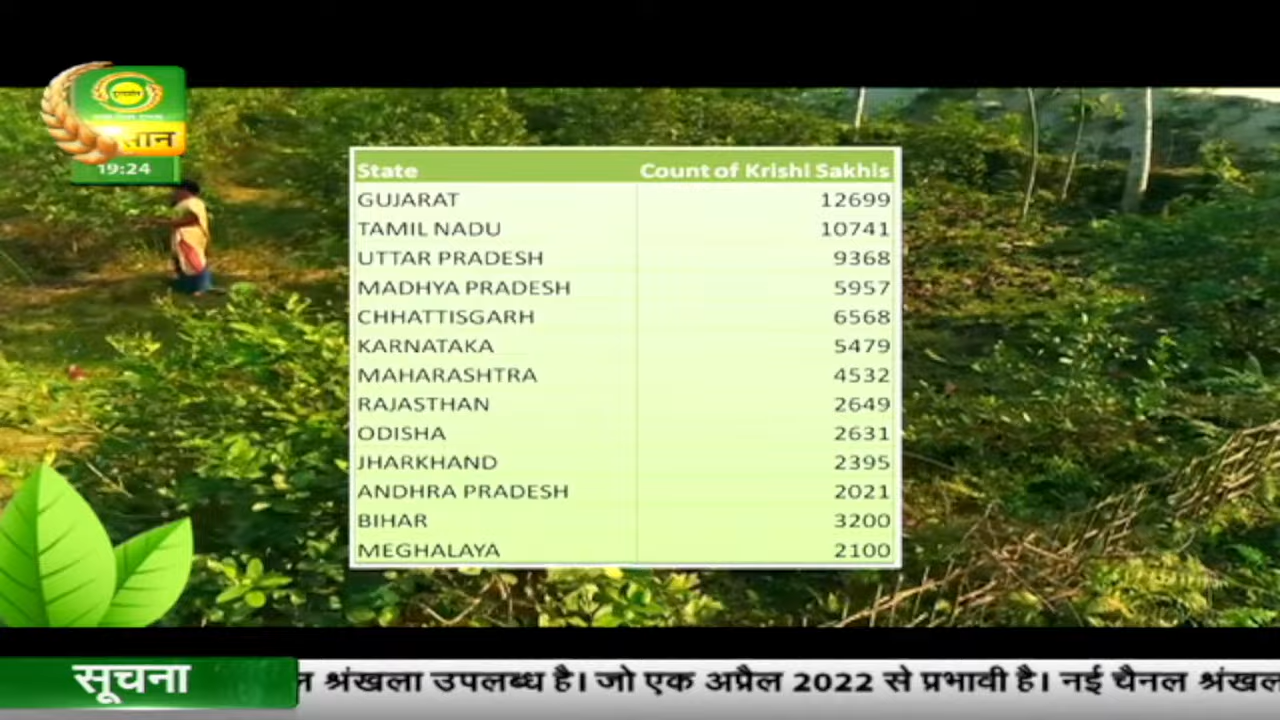 19:24
State Count of Krishi Sakhis
GUJARAT 12699
TAMIL NADU 10741
UTTAR PRADESH 9368
MADHYA PRADESH 5957
CHHATTISGARH 6568
KARNATAKA 5479
MAHARASHTRA 4532
RAJASTHAN 2649
ODISHA 2631
JHARKHAND 2395
ANDHRA PRADESH 2021
BIHAR 3200
MEGHALAYA 2100
सूचना
श्रंखला उपलब्ध है। जो एक अप्रैल 2022 से प्रभावी है। नई चैनल